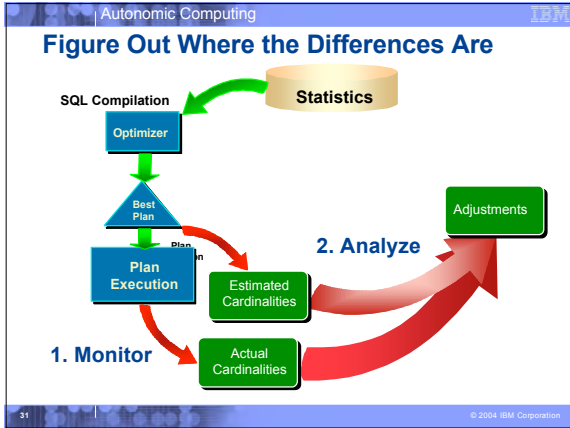 Autonomic Computing
IBM
Figure Out Where the Differences Are
SQL Compilation
Statistics
Optimizer
Best
Plan
Adjustments
Plan
Plan
Execution
2. Analyze
Estimated
Cardinalities
1. Monitor
Actual
Cardinalities
31
© 2004 IBM Corporation